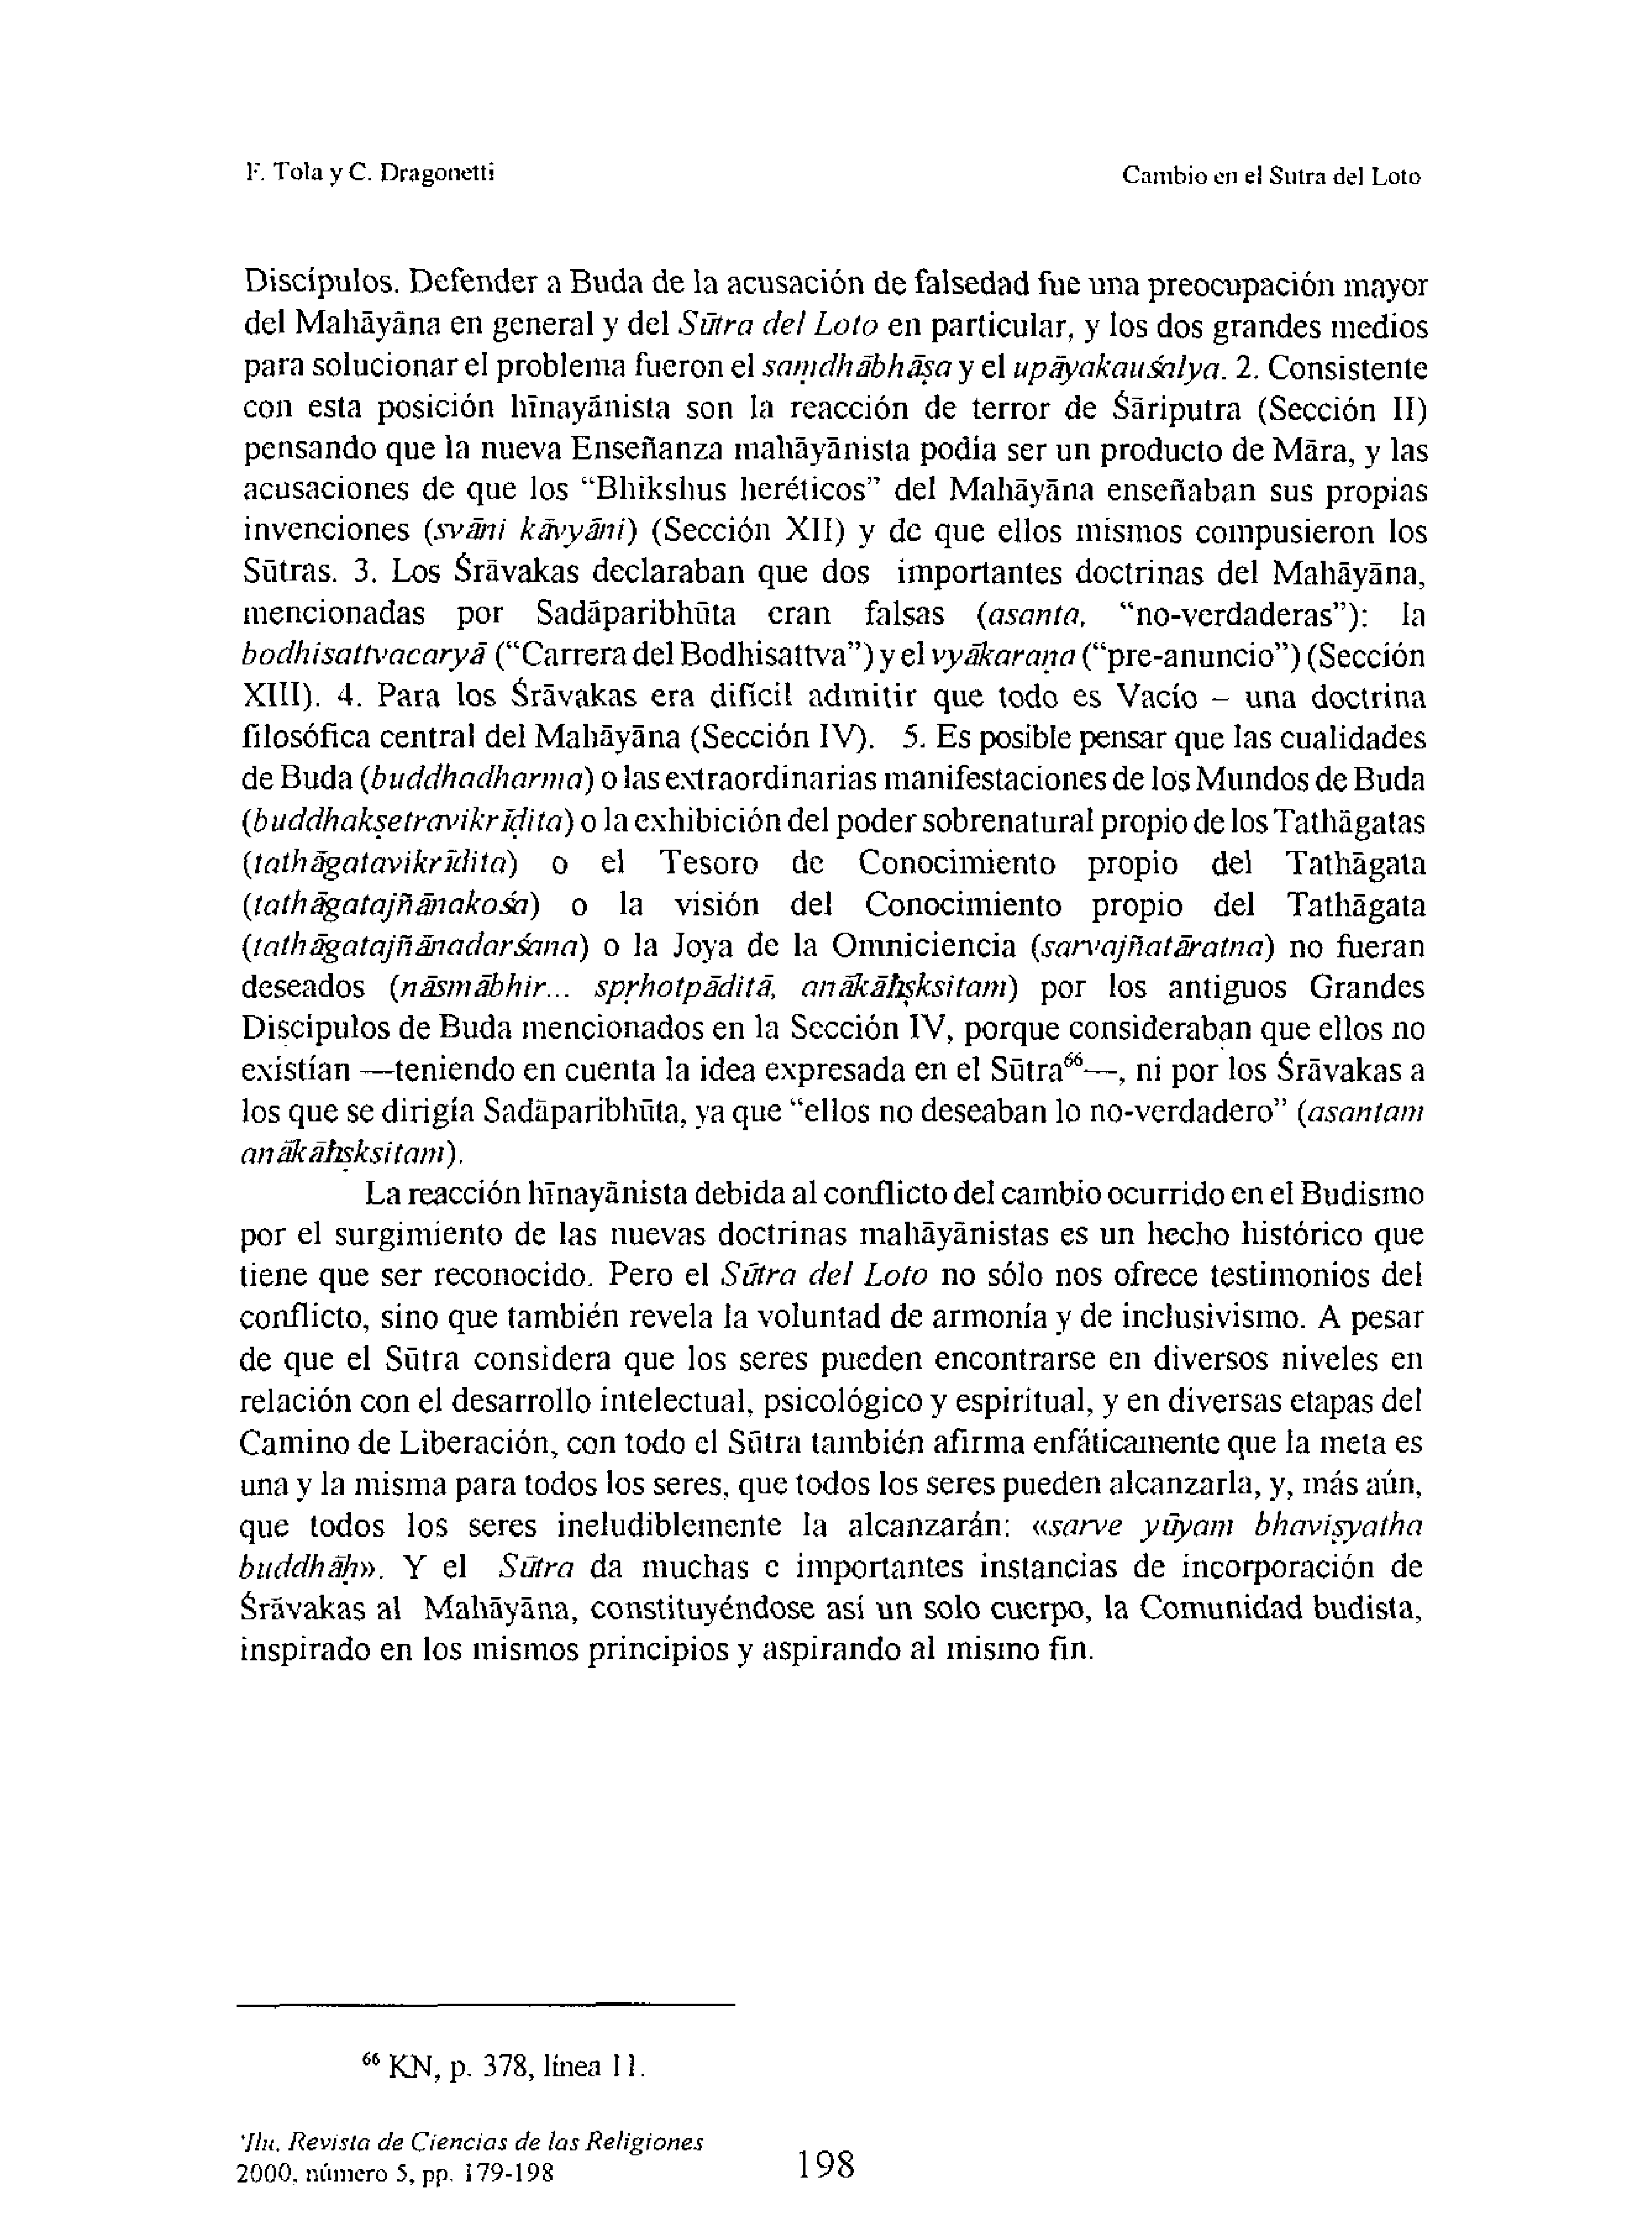 F. Tola y C. Dragonetti
Cambio en el Sutra del Loto
Discípulos. Defender a Buda de la acusación de falsedad fue una preocupación mayor
del Mahāyāna en general y del Sūtra del Loto en particular, y los dos grandes medios
para solucionar el problema fueron el saṃdhābhāṣa y el upāyakauśalya. 2. Consistente
con esta posición hīnayānista son la reacción de terror de Śāriputra (Sección II)
pensando que la nueva Enseñanza mahāyānista podía ser un producto de Māra, y las
acusaciones de que los “Bhikshus heréticos” del Mahāyāna enseñaban sus propias
invenciones (svāni kāvyāni) (Sección XII) y de que ellos mismos compusieron los
Sūtras. 3. Los Śrāvakas declaraban que dos importantes doctrinas del Mahāyāna,
mencionadas por Sadāparibhūta eran falsas (asanta, “no-verdaderas”): la
bodhisattvacaryā (“Carrera del Bodhisattva”) y el vyākaraṇa (“pre-anuncio”) (Sección
XIII). 4. Para los Śrāvakas era difícil admitir que todo es Vacío – una doctrina
filosófica central del Mahāyāna (Sección IV). 5. Es posible pensar que las cualidades
de Buda (buddhadharma) o las extraordinarias manifestaciones de los Mundos de Buda
(buddhakṣetravikrīḍita) o la exhibición del poder sobrenatural propio de los Tathāgatas
(tathāgatavikrīdita) o el Tesoro de Conocimiento propio del Tathāgata
(tathāgatajñānakośa) o la visión del Conocimiento propio del Tathāgata
(tathāgatajñānadarśana) o la Joya de la Omniciencia (sarvajñatāratna) no fueran
deseados (nāsmābhir... spṛhotpāditā, anākāhṣksitam) por los antiguos Grandes
Discípulos de Buda mencionados en la Sección IV, porque consideraban que ellos no
existían —teniendo en cuenta la idea expresada en el Sūtra⁶⁶—, ni por los Śrāvakas a
los que se dirigía Sadāparibhūta, ya que “ellos no deseaban lo no-verdadero” (asantam
anākāhṣksitam).
La reacción hīnayānista debida al conflicto del cambio ocurrido en el Budismo
por el surgimiento de las nuevas doctrinas mahāyānistas es un hecho histórico que
tiene que ser reconocido. Pero el Sūtra del Loto no sólo nos ofrece testimonios del
conflicto, sino que también revela la voluntad de armonía y de inclusivismo. A pesar
de que el Sūtra considera que los seres pueden encontrarse en diversos niveles en
relación con el desarrollo intelectual, psicológico y espiritual, y en diversas etapas del
Camino de Liberación, con todo el Sūtra también afirma enfáticamente que la meta es
una y la misma para todos los seres, que todos los seres pueden alcanzarla, y, más aún,
que todos los seres ineludiblemente la alcanzarán: «sarve yūyam bhaviṣyatha
buddhāḥ». Y el Sūtra da muchas e importantes instancias de incorporación de
Śrāvakas al Mahāyāna, constituyéndose así un solo cuerpo, la Comunidad budista,
inspirado en los mismos principios y aspirando al mismo fin.
⁶⁶ KN, p. 378, línea 11.
'Ilu. Revista de Ciencias de las Religiones
2000, número 5, pp. 179-198
198